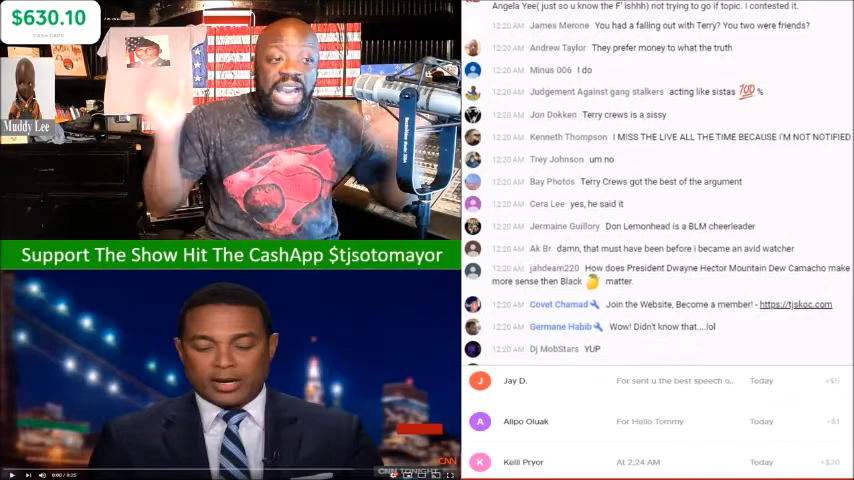 $630.10
CASH CARD
Muddy Lee
Support The Show Hit The CashApp $tjsotomayor
0:00 / 8:25
CNN
CNN TONIGHT
Angela Yee( just so u know the F' ishhh) not trying to go if topic. I contested it.
12:20 AM James Merone You had a falling out with Terry? You two were friends?
12:20 AM Andrew Taylor They prefer money to what the truth
12:20 AM Minus 006 I do
12:20 AM Judgement Against gang stalkers acting like sistas 💯 %
12:20 AM Jon Dokken Terry crews is a sissy
12:20 AM Kenneth Thompson I MISS THE LIVE ALL THE TIME BECAUSE I'M NOT NOTIFIED
12:20 AM Trey Johnson um no
12:20 AM Bay Photos Terry Crews got the best of the argument
12:20 AM Cera Lee yes, he said it
12:20 AM Jermaine Guillory Don Lemonhead is a BLM cheerleader
12:20 AM Ak Br damn, that must have been before i became an avid watcher
12:20 AM jahdeam220 How does President Dwayne Hector Mountain Dew Camacho make
more sense then Black 🍋 matter.
12:20 AM Covet Chamad Join the Website, Become a member! - https://tjskoc.com
12:20 AM Germane Habib Wow! Didn't know that....lol
12:20 AM Dj MobStars YUP
J Jay D. For sent u the best speech o... Today +$5
A Alipo Oluak For Hello Tommy Today +$1
K Kelli Pryor At 2:24 AM Today +$20